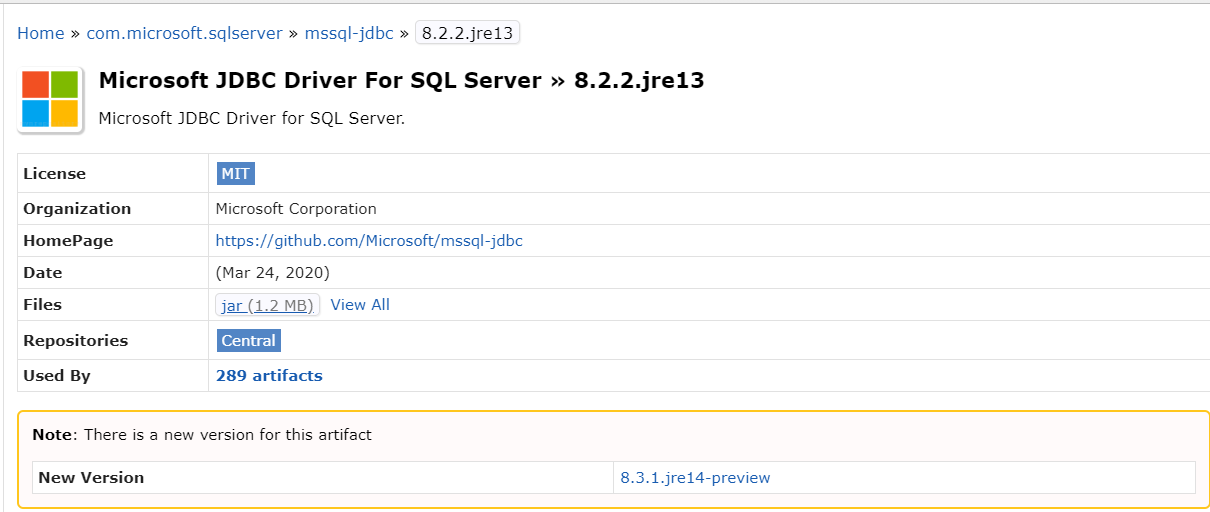 Home » com.microsoft.sqlserver » mssql-jdbc » 8.2.2.jre13
Microsoft JDBC Driver For SQL Server » 8.2.2.jre13
Microsoft JDBC Driver for SQL Server.
License MIT
Organization Microsoft Corporation
HomePage https://github.com/Microsoft/mssql-jdbc
Date (Mar 24, 2020)
Files jar (1.2 MB) View All
Repositories Central
Used By 289 artifacts
Note: There is a new version for this artifact
New Version 8.3.1.jre14-preview